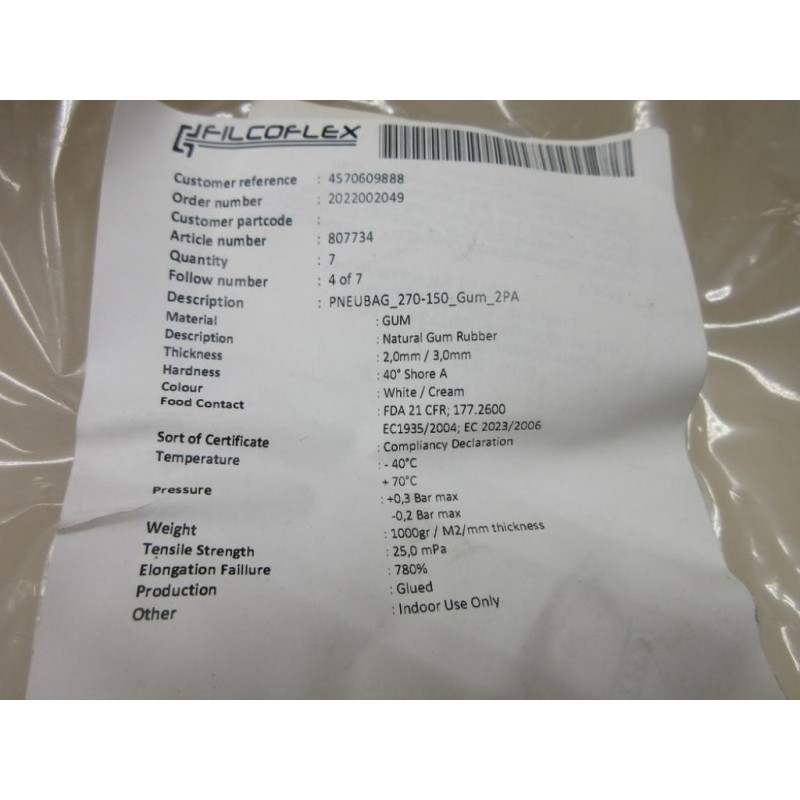 FILCOFLEX
Customer reference : 4570609888
Order number : 2022002049
Customer partcode :
Article number : 807734
Quantity : 7
Follow number : 4 of 7
Description : PNEUBAG_270-150_Gum_2PA
Material : GUM
Description : Natural Gum Rubber
Thickness : 2,0mm / 3,0mm
Hardness : 40° Shore A
Colour : White / Cream
Food Contact : FDA 21 CFR; 177.2600
EC1935/2004; EC 2023/2006
Sort of Certificate : Compliancy Declaration
Temperature : - 40°C
+ 70°C
Pressure : +0,3 Bar max
-0,2 Bar max
Weight : 1000gr / M2/mm thickness
Tensile Strength : 25,0 mPa
Elongation Faillure : 780%
Production : Glued
Other : Indoor Use Only